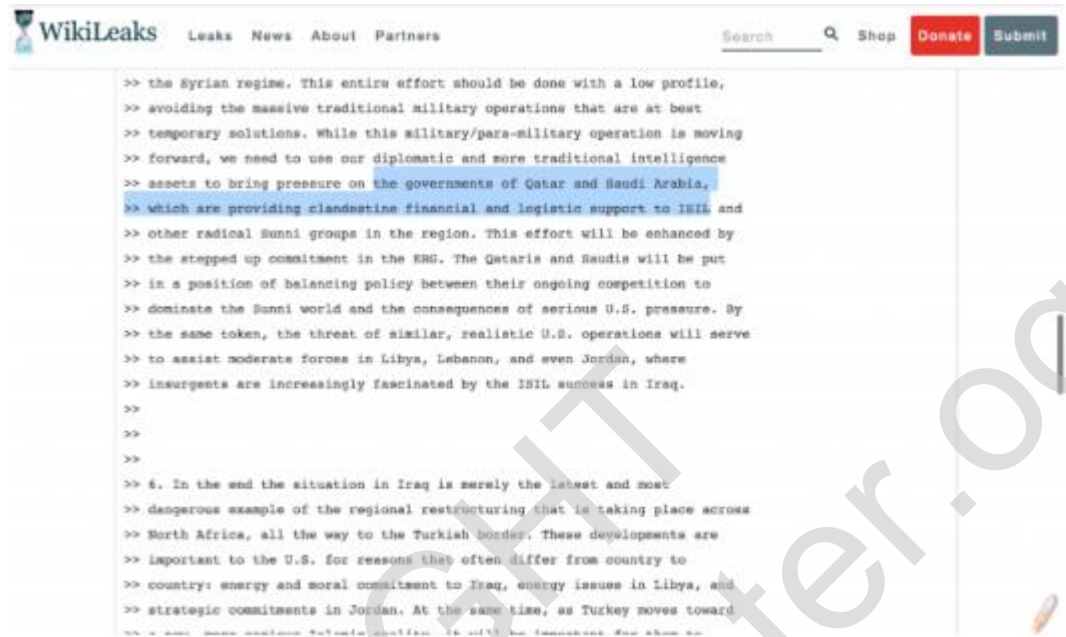 WikiLeaks Leaks News About Partners Search Shop Donate Submit
>> the Syrian regime. This entire effort should be done with a low profile,
>> avoiding the massive traditional military operations that are at best
>> temporary solutions. While this military/para-military operation is moving
>> forward, we need to use our diplomatic and more traditional intelligence
>> assets to bring pressure on the governments of Qatar and Saudi Arabia,
>> which are providing clandestine financial and logistic support to ISIL and
>> other radical Sunni groups in the region. This effort will be enhanced by
>> the stepped up commitment in the KRG. The Qataris and Saudis will be put
>> in a position of balancing policy between their ongoing competition to
>> dominate the Sunni world and the consequences of serious U.S. pressure. By
>> the same token, the threat of similar, realistic U.S. operations will serve
>> to assist moderate forces in Libya, Lebanon, and even Jordan, where
>> insurgents are increasingly fascinated by the ISIL success in Iraq.
>>
>>
>>
>> 6. In the end the situation in Iraq is merely the latest and most
>> dangerous example of the regional restructuring that is taking place across
>> North Africa, all the way to the Turkish border. These developments are
>> important to the U.S. for reasons that often differ from country to
>> country: energy and moral commitment to Iraq, energy issues in Libya, and
>> strategic commitments in Jordan. At the same time, as Turkey moves toward